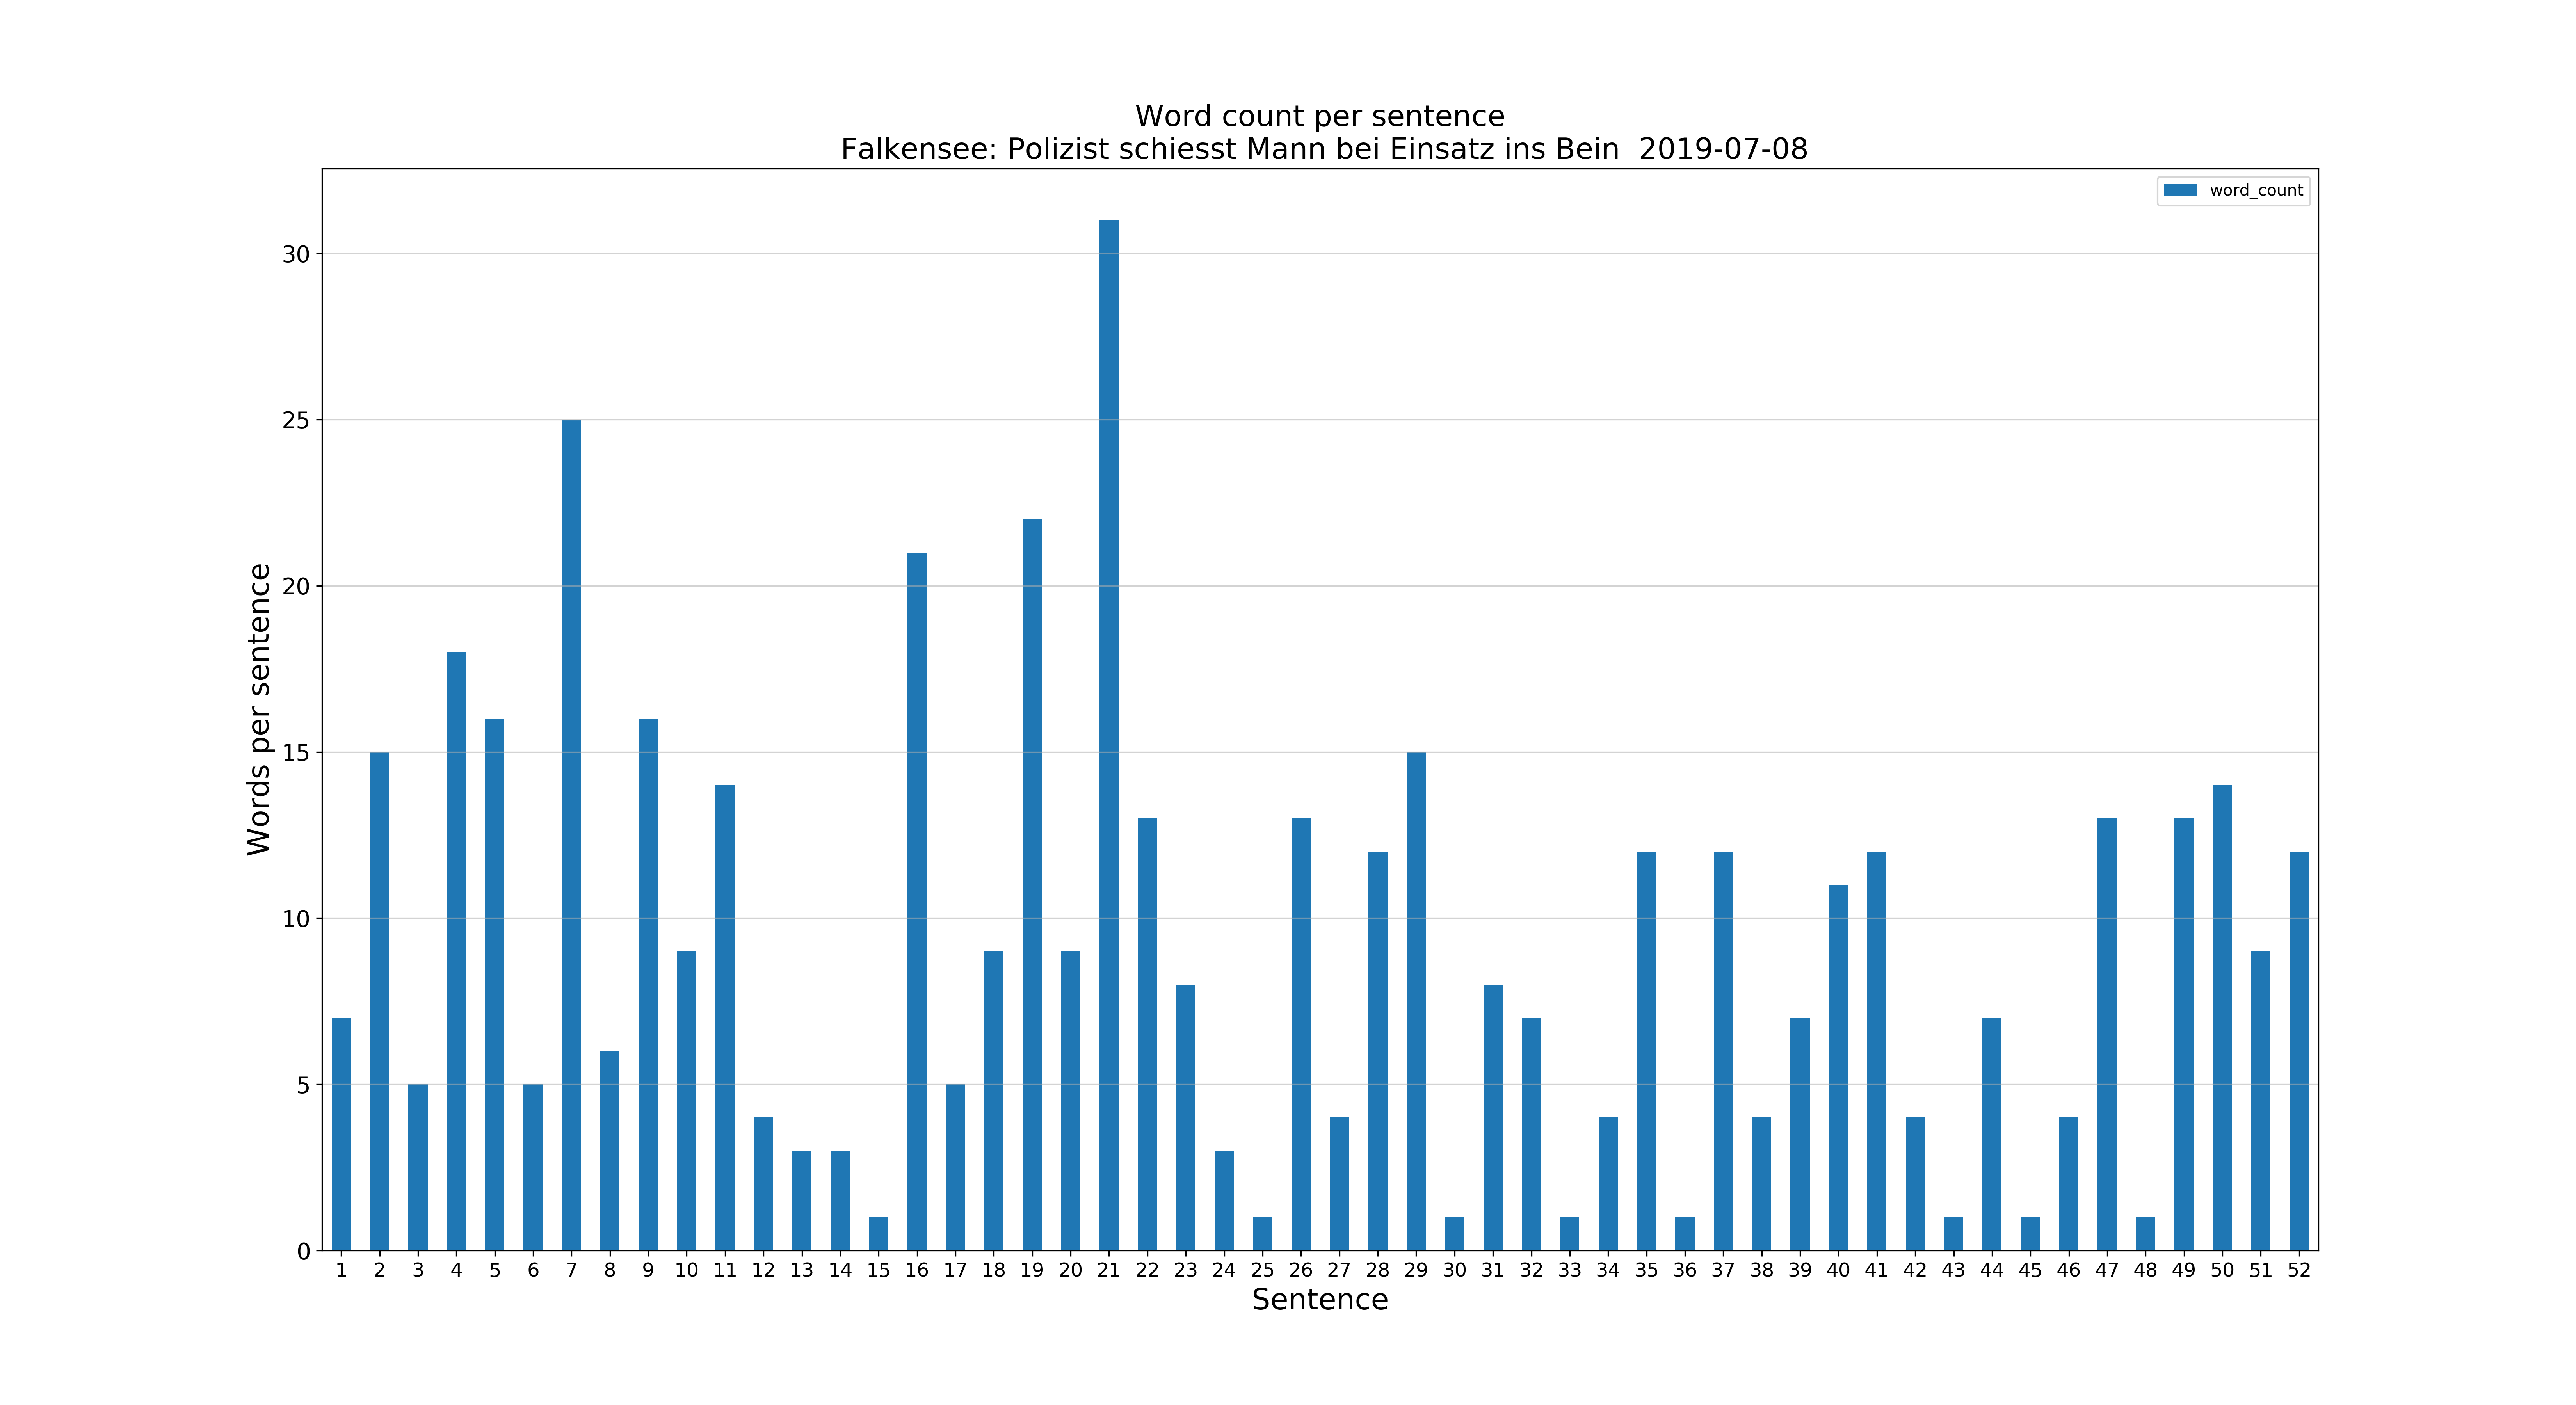 Word count per sentence
Falkensee: Polizist schiesst Mann bei Einsatz ins Bein  2019-07-08
word_count
30
25
20
15
10
5
0
Words per sentence
1 2 3 4 5 6 7 8 9 10 11 12 13 14 15 16 17 18 19 20 21 22 23 24 25 26 27 28 29 30 31 32 33 34 35 36 37 38 39 40 41 42 43 44 45 46 47 48 49 50 51 52
Sentence